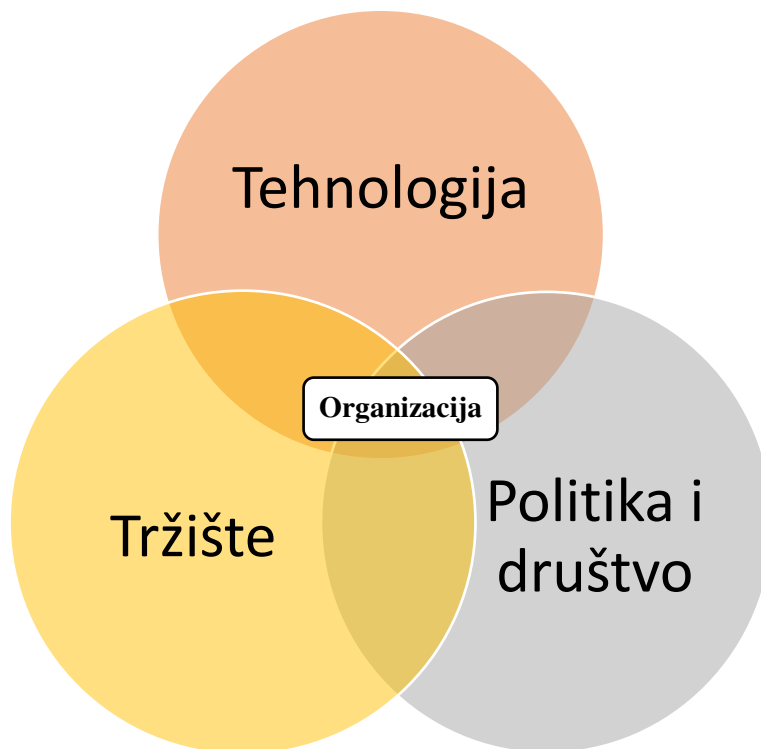 Tehnologija
Organizacija
Tržište
Politika i
društvo